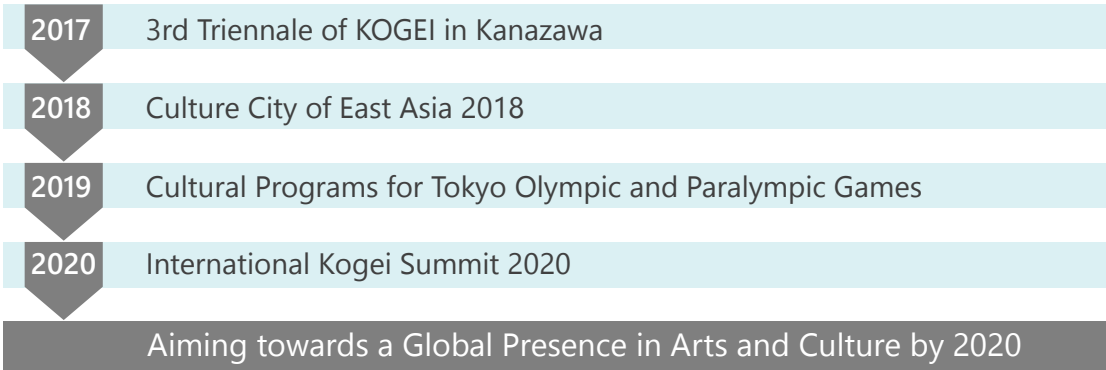 2017 3rd Triennale of KOGEI in Kanazawa
2018 Culture City of East Asia 2018
2019 Cultural Programs for Tokyo Olympic and Paralympic Games
2020 International Kogei Summit 2020
Aiming towards a Global Presence in Arts and Culture by 2020